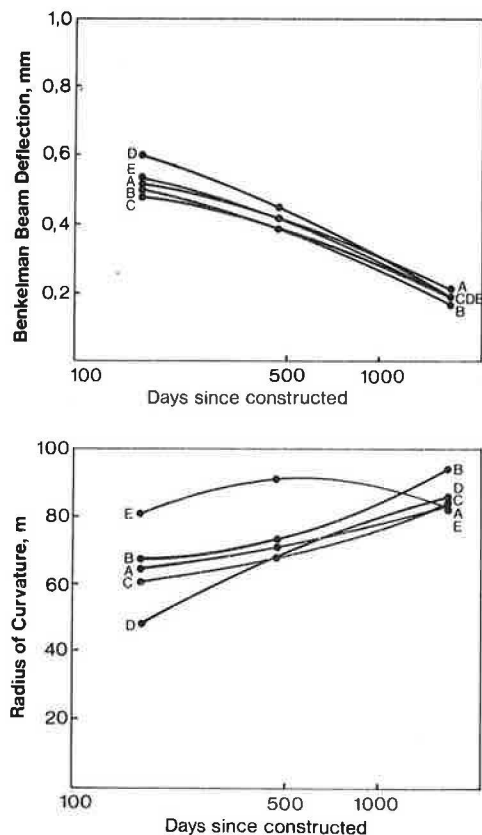 1,0
0,8
0,6
0,4
0,2
Benkelman Beam Deflection, mm
D
E
A
B
C
A
CDE
B
100 500 1000
Days since constructed
100
80
60
40
20
Radius of Curvature, m
E
B
A
C
D
B
D
C
A
E
100 500 1000
Days since constructed